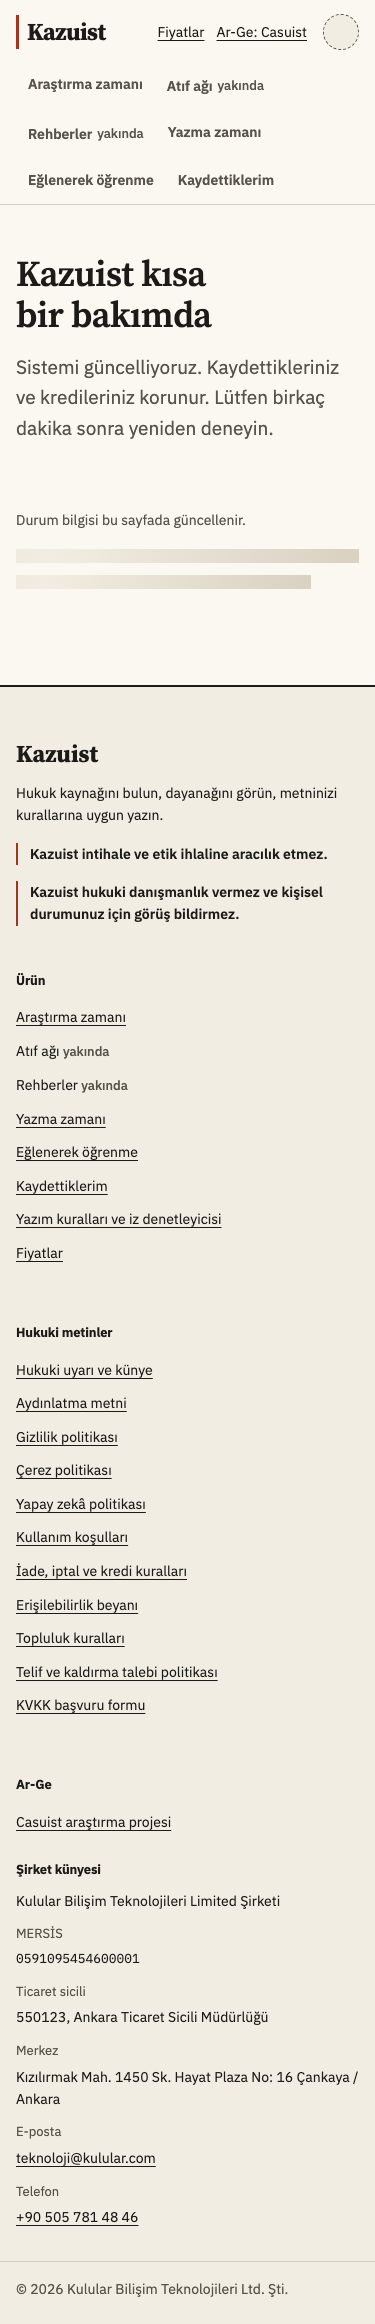 Kazuist
Fiyatlar Ar-Ge: Casuist
Araştırma zamanı Atıf ağı yakında
Rehberler yakında Yazma zamanı
Eğlenerek öğrenme Kaydettiklerim
Kazuist kısa
bir bakımda
Sistemi güncelliyoruz. Kaydettikleriniz
ve kredileriniz korunur. Lütfen birkaç
dakika sonra yeniden deneyin.
Durum bilgisi bu sayfada güncellenir.
Kazuist
Hukuk kaynağını bulun, dayanağını görün, metninizi
kurallarına uygun yazın.
Kazuist intihale ve etik ihlaline aracılık etmez.
Kazuist hukuki danışmanlık vermez ve kişisel
durumunuz için görüş bildirmez.
Ürün
Araştırma zamanı
Atıf ağı yakında
Rehberler yakında
Yazma zamanı
Eğlenerek öğrenme
Kaydettiklerim
Yazım kuralları ve iz denetleyicisi
Fiyatlar
Hukuki metinler
Hukuki uyarı ve künye
Aydınlatma metni
Gizlilik politikası
Çerez politikası
Yapay zekâ politikası
Kullanım koşulları
İade, iptal ve kredi kuralları
Erişilebilirlik beyanı
Topluluk kuralları
Telif ve kaldırma talebi politikası
KVKK başvuru formu
Ar-Ge
Casuist araştırma projesi
Şirket künyesi
Kulular Bilişim Teknolojileri Limited Şirketi
MERSİS
0591095454600001
Ticaret sicili
550123, Ankara Ticaret Sicili Müdürlüğü
Merkez
Kızılırmak Mah. 1450 Sk. Hayat Plaza No: 16 Çankaya /
Ankara
E-posta
teknoloji@kulular.com
Telefon
+90 505 781 48 46
© 2026 Kulular Bilişim Teknolojileri Ltd. Şti.